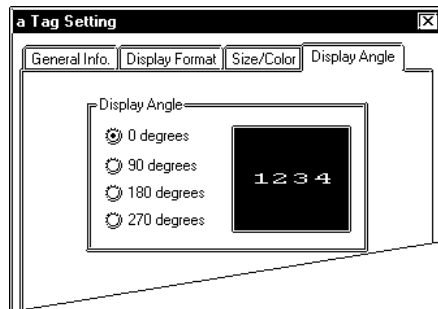 a Tag Setting
General Info. Display Format Size/Color Display Angle
Display Angle
0 degrees
90 degrees
180 degrees
270 degrees
1234